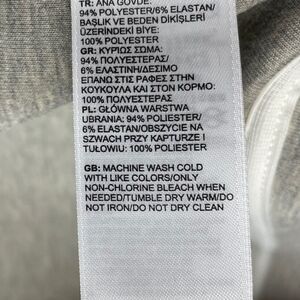 TR: ANA GÖVDE:
94% POLYESTER/6% ELASTAN/
BAŞLIK VE BEDEN DİKİŞLERİ
ÜZERİNDEKİ BİYE:
100% POLYESTER
GR: ΚΥΡΙΩΣ ΣΩΜΑ:
94% ΠΟΛΥΕΣΤΕΡΑΣ/
6% ΕΛΑΣΤΙΝΗ/ΔΕΣΙΜΟ
ΕΠΑΝΩ ΣΤΙΣ ΡΑΦΕΣ ΣΤΗΝ
ΚΟΥΚΟΥΛΑ ΚΑΙ ΣΤΟΝ ΚΟΡΜΟ:
100% ΠΟΛΥΕΣΤΕΡΑΣ
PL: GŁÓWNA WARSTWA
UBRANIA: 94% POLIESTER/
6% ELASTAN/OBSZYCIE NA
SZWACH PRZY KAPTURZE I
TUŁOWIU: 100% POLIESTER
GB: MACHINE WASH COLD
WITH LIKE COLORS/ONLY
NON-CHLORINE BLEACH WHEN
NEEDED/TUMBLE DRY WARM/DO
NOT IRON/DO NOT DRY CLEAN